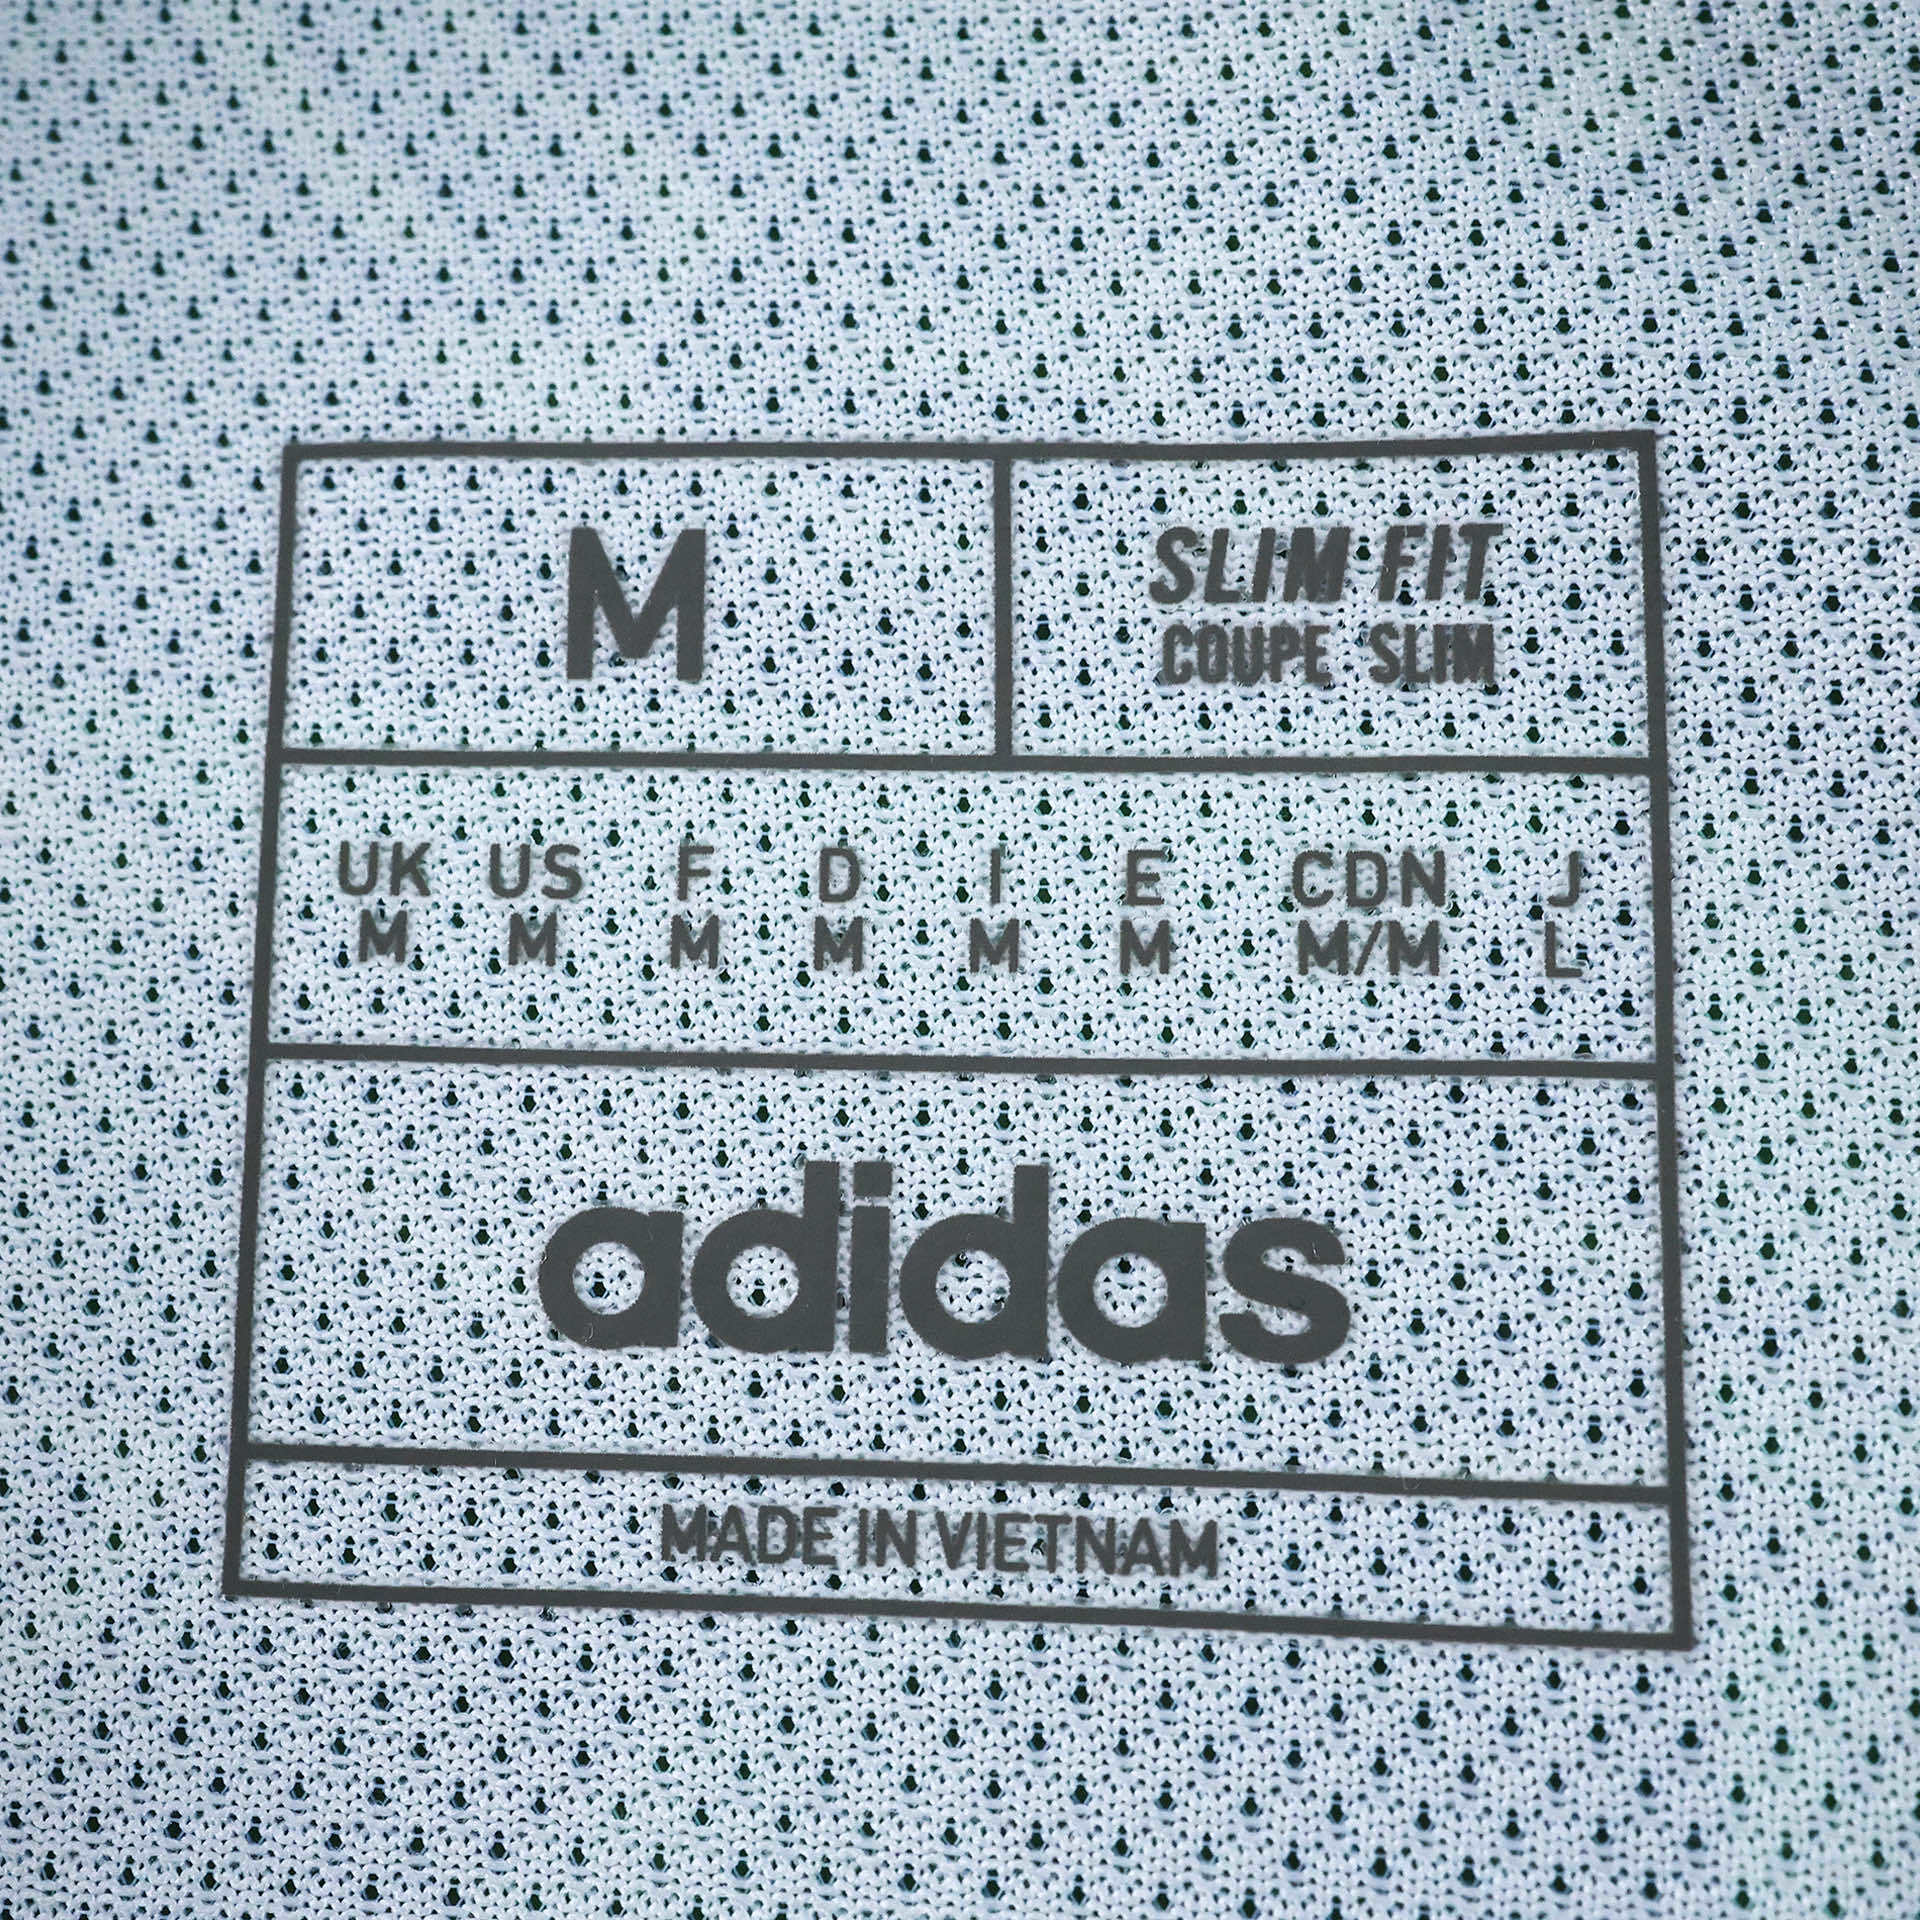 M
SLIM FIT
COUPE SLIM
UK US F D I E CDN J
M M M M M M M/M L
adidas
MADE IN VIETNAM